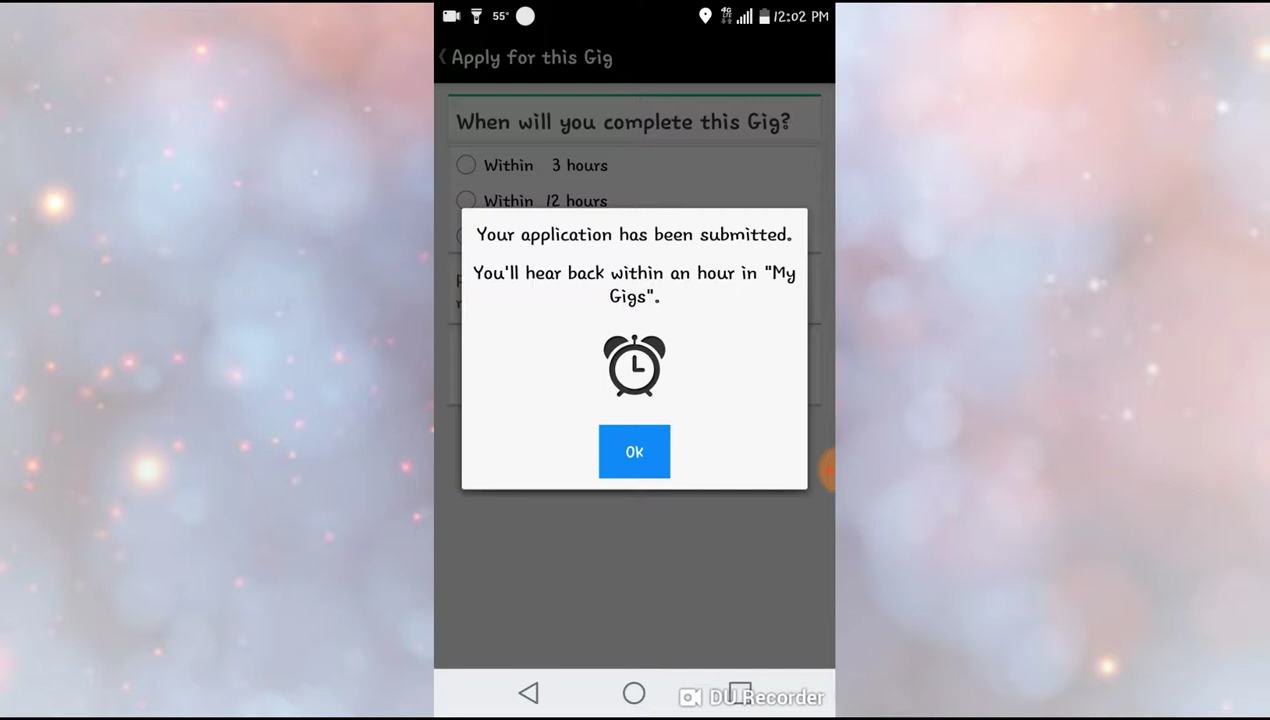 55° 4G LTE 12:02 PM
Apply for this Gig
When will you complete this Gig?
Within 3 hours
Within 12 hours
Your application has been submitted.
You'll hear back within an hour in "My
Gigs".
OK
DU Recorder